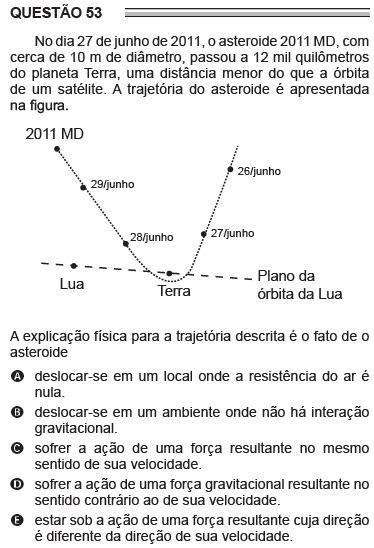 QUESTÃO 53
No dia 27 de junho de 2011, o asteroide 2011 MD, com
cerca de 10 m de diâmetro, passou a 12 mil quilômetros
do planeta Terra, uma distância menor do que a órbita
de um satélite. A trajetória do asteroide é apresentada
na figura.
2011 MD
29/junho
26/junho
28/junho
27/junho
Lua
Terra
Plano da
órbita da Lua
A explicação física para a trajetória descrita é o fato de o
asteroide
A deslocar-se em um local onde a resistência do ar é
nula.
B deslocar-se em um ambiente onde não há interação
gravitacional.
C sofrer a ação de uma força resultante no mesmo
sentido de sua velocidade.
D sofrer a ação de uma força gravitacional resultante no
sentido contrário ao de sua velocidade.
E estar sob a ação de uma força resultante cuja direção
é diferente da direção de sua velocidade.